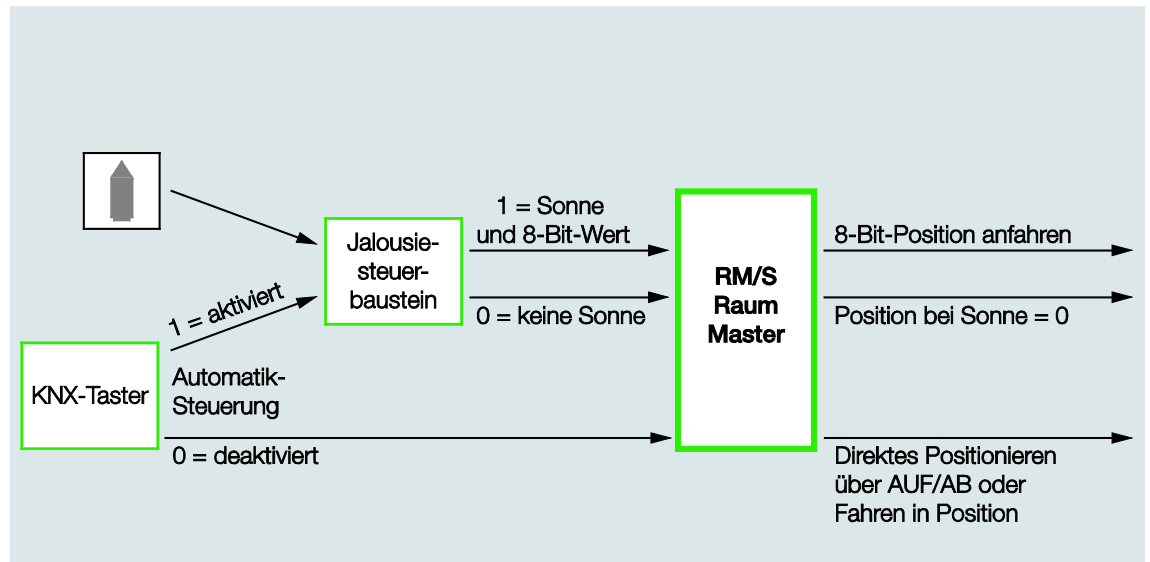 1 = Sonne
und 8-Bit-Wert
0 = keine Sonne
Jalousie-
steuer-
baustein
1 = aktiviert
KNX-Taster
Automatik-
Steuerung
0 = deaktiviert
RM/S
Raum
Master
8-Bit-Position anfahren
Position bei Sonne = 0
Direktes Positionieren
über AUF/AB oder
Fahren in Position